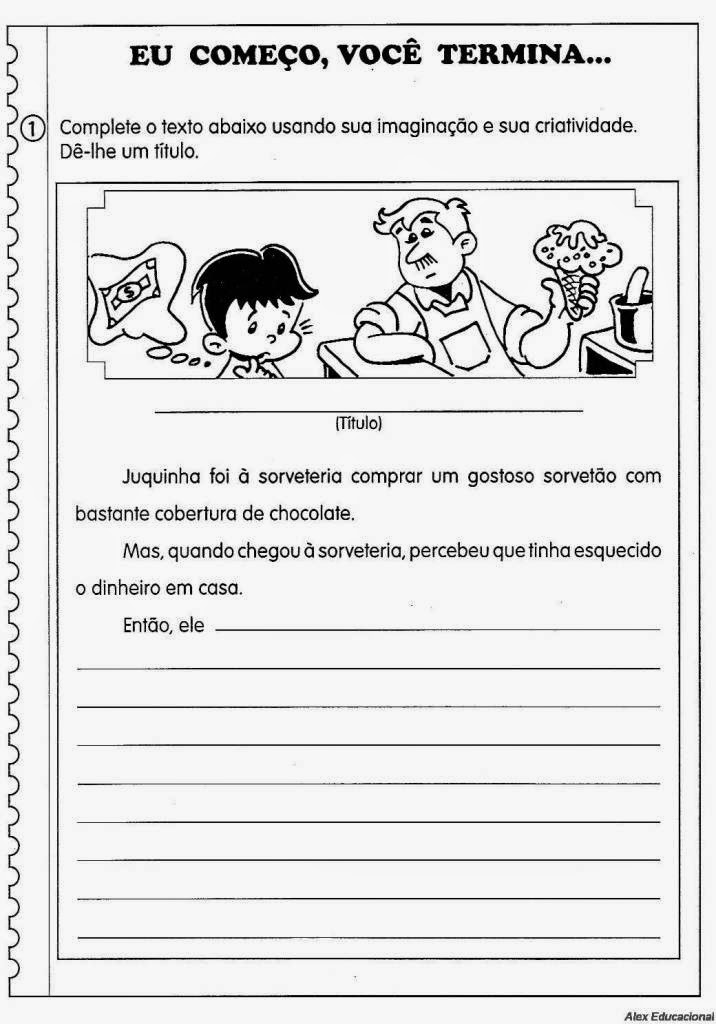 EU COMEÇO, VOCÊ TERMINA...
1 Complete o texto abaixo usando sua imaginação e sua criatividade.
Dê-lhe um título.
$
(Título)
Juquinha foi à sorveteria comprar um gostoso sorvetão com
bastante cobertura de chocolate.
Mas, quando chegou à sorveteria, percebeu que tinha esquecido
o dinheiro em casa.
Então, ele
Alex Educacional